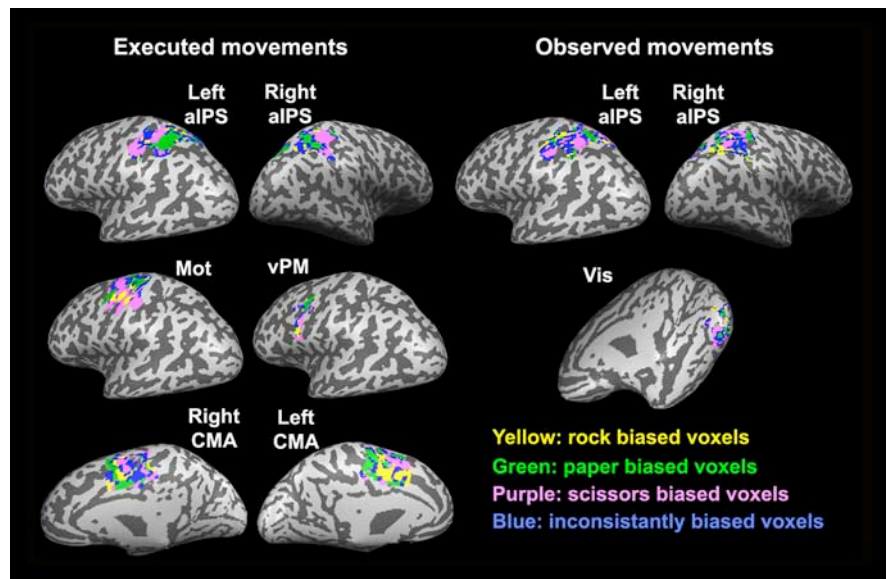 Executed movements
Observed movements
Left
aIPS
Right
aIPS
Left
aIPS
Right
aIPS
Mot
vPM
Vis
Right
CMA
Left
CMA
Yellow: rock biased voxels
Green: paper biased voxels
Purple: scissors biased voxels
Blue: inconsistantly biased voxels